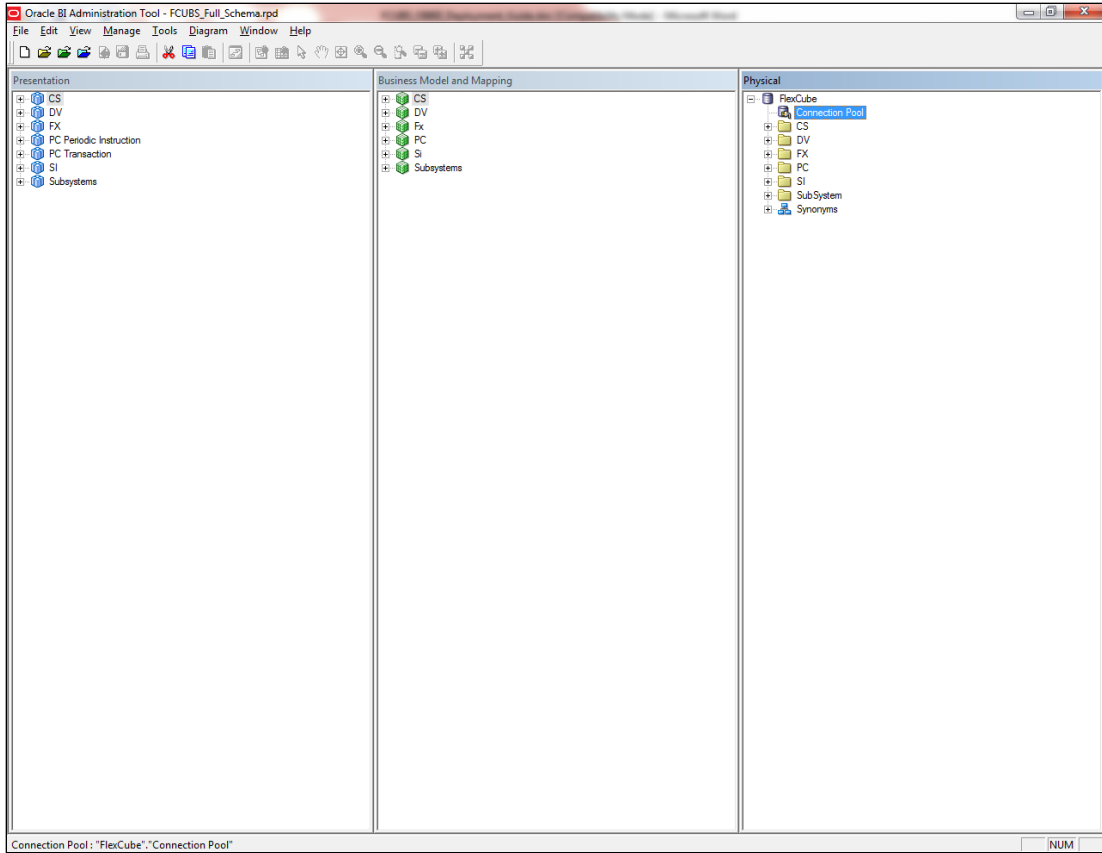 Oracle BI Administration Tool - FCUBS_Full_Schema.rpd
File Edit View Manage Tools Diagram Window Help
Presentation
CS
DV
FX
PC Periodic Instruction
PC Transaction
SI
Subsystems
Business Model and Mapping
CS
DV
Fx
PC
Si
Subsystems
Physical
FlexCube
Connection Pool
CS
DV
FX
PC
SI
SubSystem
Synonyms
Connection Pool : "FlexCube"."Connection Pool"
NUM